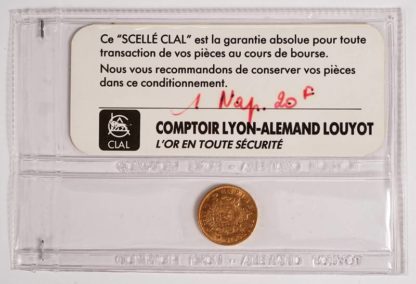 Ce "SCELLÉ CLAL" est la garantie absolue pour toute
transaction de vos pièces au cours de bourse.
Nous vous recommandons de conserver vos pièces
dans ce conditionnement.
1 Nap. 20 F
CLAL
COMPTOIR LYON-ALEMAND LOUYOT
L'OR EN TOUTE SÉCURITÉ